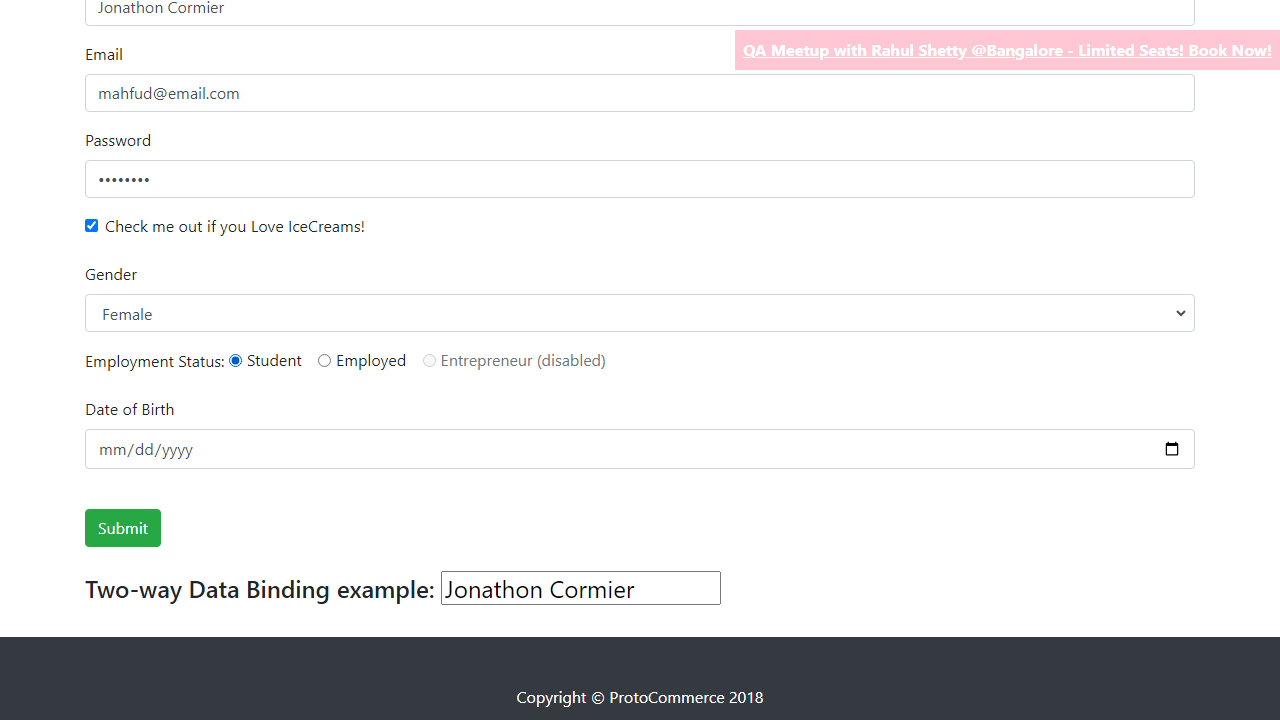 Jonathon Cormier
Email
QA Meetup with Rahul Shetty @Bangalore - Limited Seats! Book Now!
mahfud@email.com
Password
••••••••
Check me out if you Love IceCreams!
Gender
Female
Employment Status: Student Employed Entrepreneur (disabled)
Date of Birth
mm/dd/yyyy
Submit
Two-way Data Binding example: Jonathon Cormier
Copyright © ProtoCommerce 2018